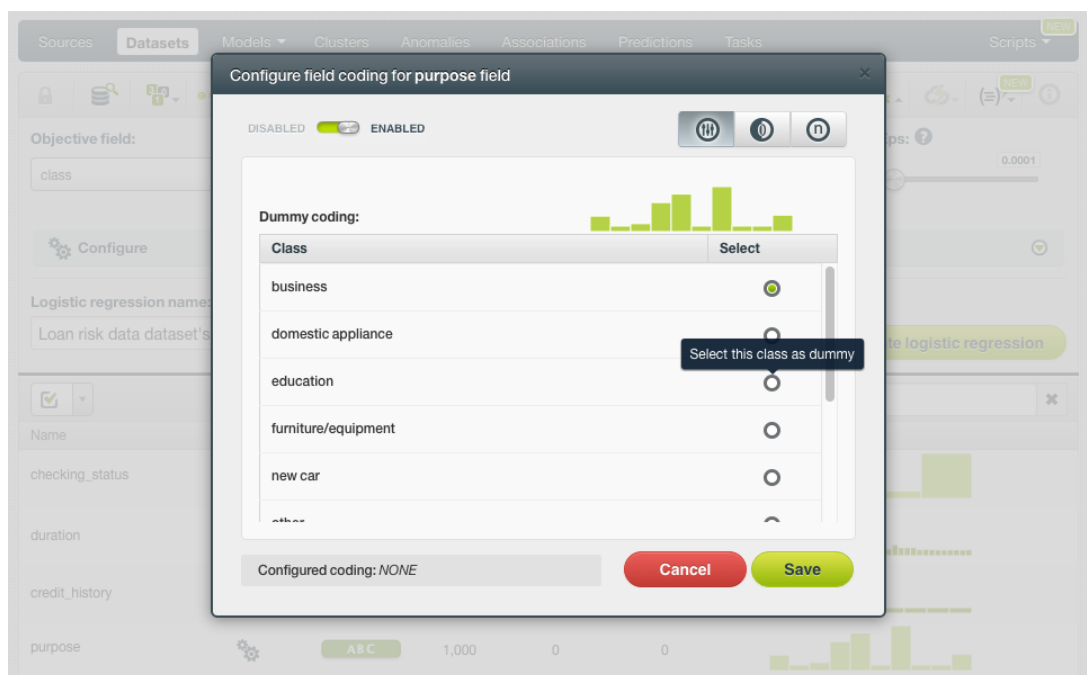 NEW
Sources Datasets Models Clusters Anomalies Associations Predictions Tasks Scripts
Configure field coding for purpose field ×
NEW
DISABLED ENABLED
Objective field:
ps:
class
0.0001
Dummy coding:
Class Select
Configure
business
Logistic regression name:
Loan risk data dataset's
domestic appliance
te logistic regression
Select this class as dummy
education
Name
furniture/equipment
checking_status
new car
other
duration
Configured coding: NONE
Cancel
Save
credit_history
purpose ABC 1,000 0 0